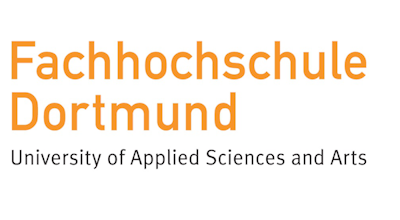 Fachhochschule
Dortmund
University of Applied Sciences and Arts